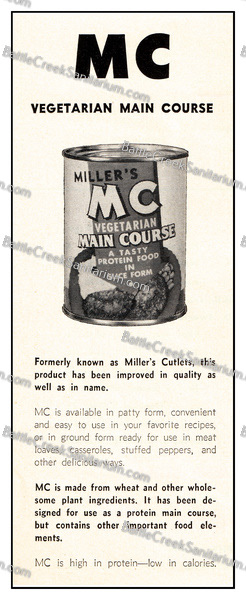 MC
VEGETARIAN MAIN COURSE
MILLER'S
MC
VEGETARIAN
MAIN COURSE
A TASTY
PROTEIN FOOD
IN
FORM
Formerly known as Miller's Cutlets, this
product has been improved in quality as
well as in name.
MC is available in patty form, convenient
and easy to use in your favorite recipes,
or in ground form ready for use in meat
loaves, casseroles, stuffed peppers, and
other delicious ways.
MC is made from wheat and other whole-
some plant ingredients. It has been de-
signed for use as a protein main course,
but contains other important food ele-
ments.
MC is high in protein—low in calories.
BattleCreekSanitarium.com